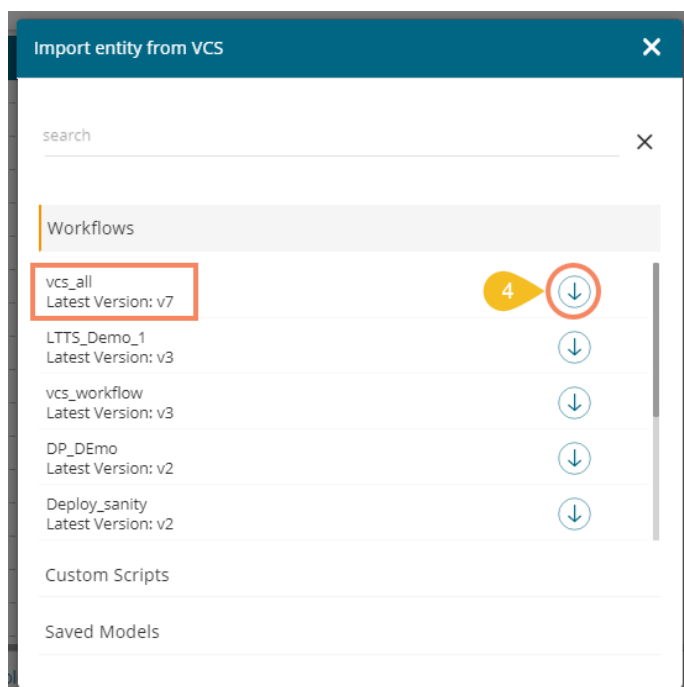 Import entity from VCS
search
Workflows
vcs_all
Latest Version: v7
4
LTTS_Demo_1
Latest Version: v3
vcs_workflow
Latest Version: v3
DP_DEmo
Latest Version: v2
Deploy_sanity
Latest Version: v2
Custom Scripts
Saved Models